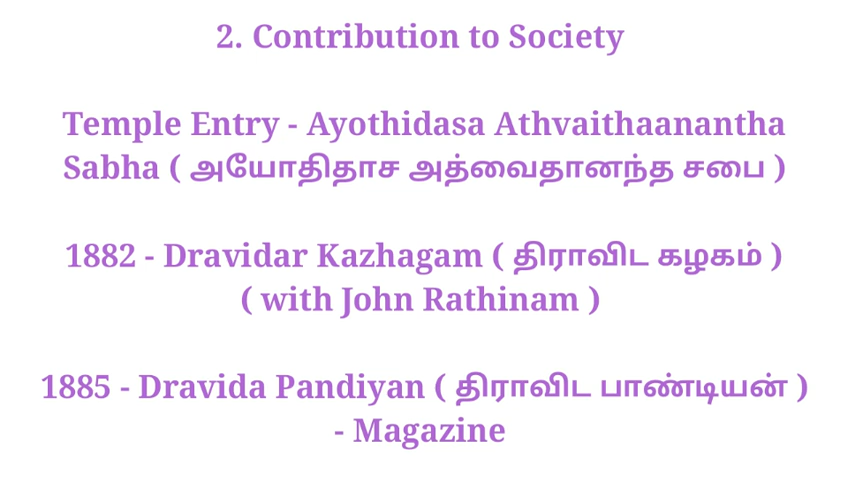 2. Contribution to Society
Temple Entry - Ayothidasa Athvaithaanantha
Sabha ( அயோதிதாச அத்வைதானந்த சபை )
1882 - Dravidar Kazhagam ( திராவிட கழகம் )
( with John Rathinam )
1885 - Dravida Pandiyan ( திராவிட பாண்டியன் )
- Magazine